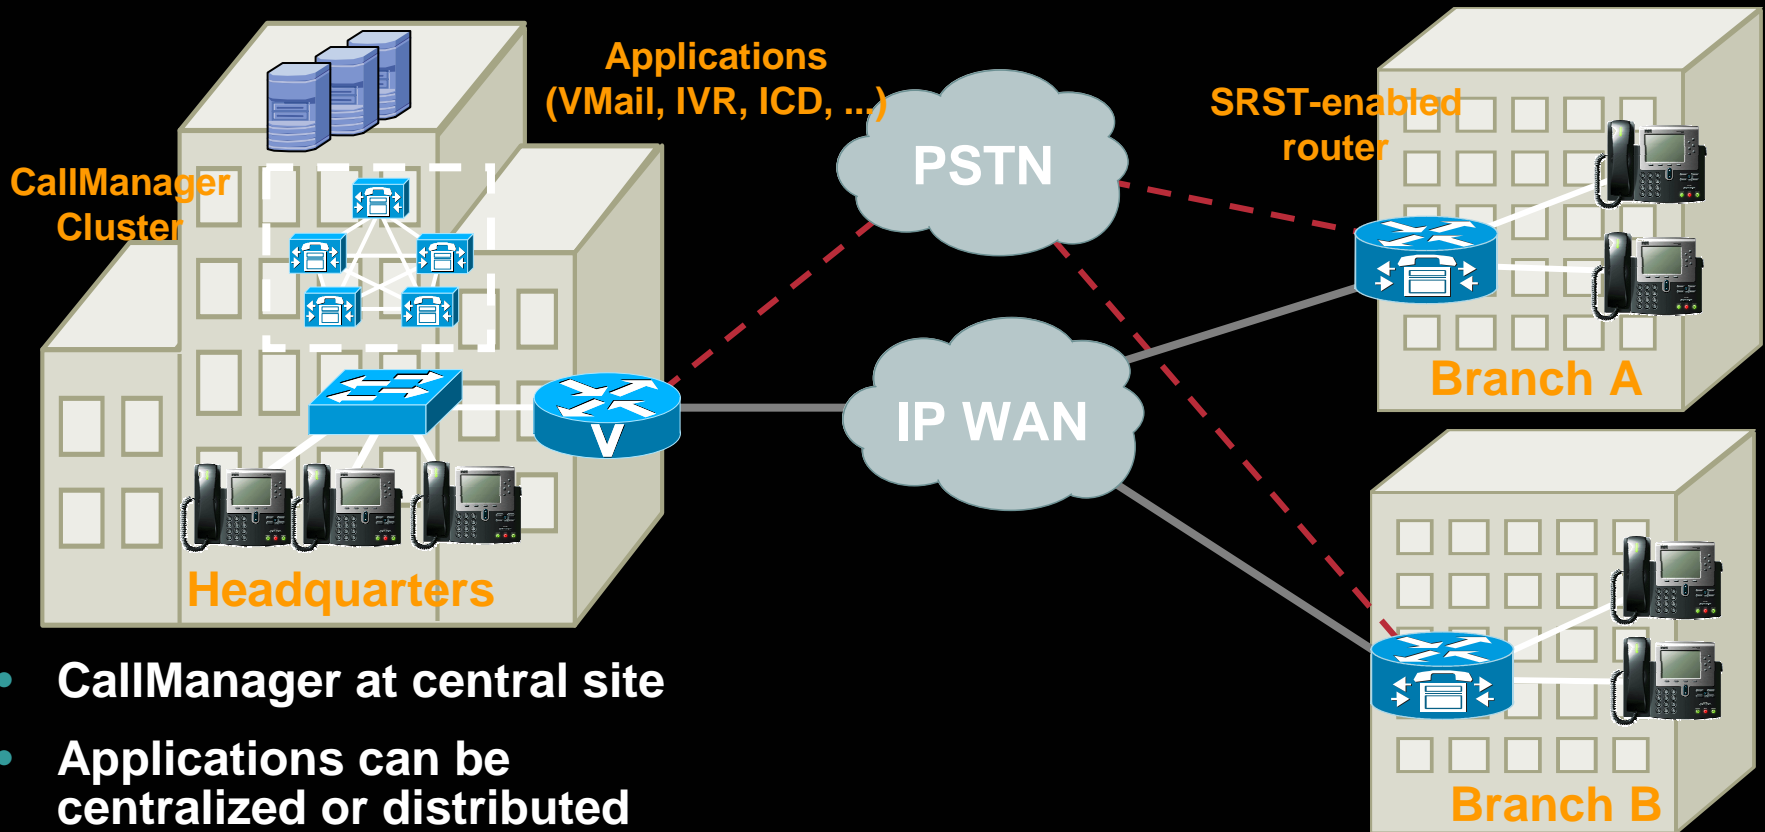 Applications
(VMail, IVR, ICD, ...)
CallManager
Cluster
PSTN
SRST-enabled
router
IP WAN
V
Branch A
Headquarters
Branch B
CallManager at central site
Applications can be
centralized or distributed